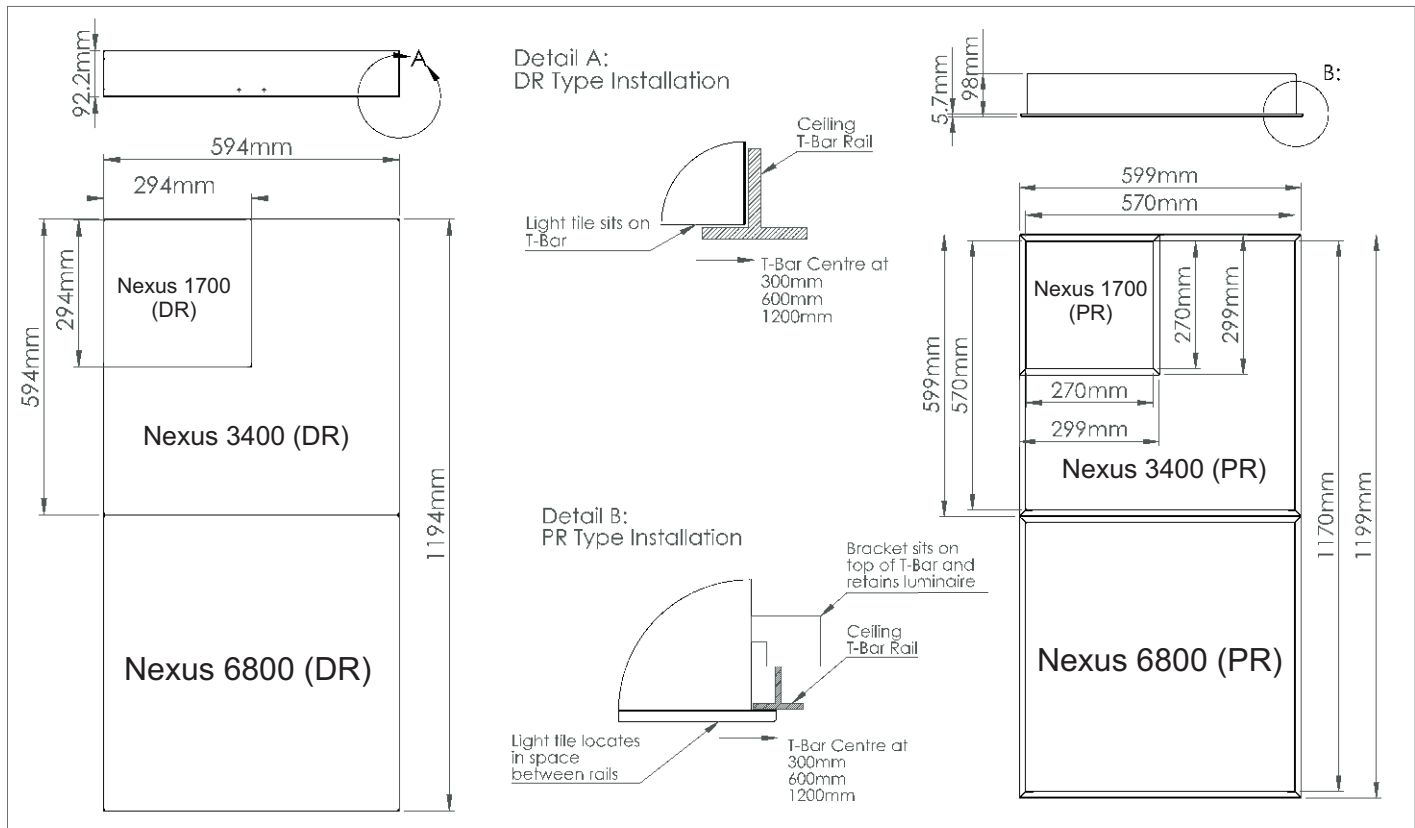 92.2mm
A
594mm
294mm
294mm
594mm
1194mm
Nexus 1700
(DR)
Nexus 3400 (DR)
Nexus 6800 (DR)
Detail A:
DR Type Installation
Ceiling
T-Bar Rail
Light tile sits on
T-Bar
T-Bar Centre at
300mm
600mm
1200mm
Detail B:
PR Type Installation
Bracket sits on
top of T-Bar and
retains luminaire
Ceiling
T-Bar Rail
Light tile locates
in space
between rails
T-Bar Centre at
300mm
600mm
1200mm
5.7mm
98mm
B:
599mm
570mm
Nexus 1700
(PR)
270mm
299mm
270mm
299mm
599mm
570mm
Nexus 3400 (PR)
1170mm
1199mm
Nexus 6800 (PR)